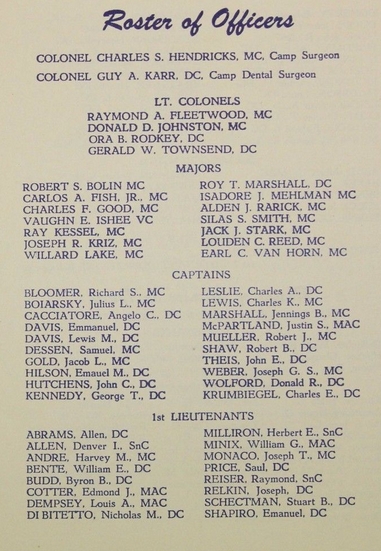 Roster of Officers
COLONEL CHARLES S. HENDRICKS, MC, Camp Surgeon
COLONEL GUY A. KARR, DC, Camp Dental Surgeon
LT. COLONELS
RAYMOND A. FLEETWOOD, MC
DONALD D. JOHNSTON, MC
ORA B. RODKEY, DC
GERALD W. TOWNSEND, DC
MAJORS
ROBERT S. BOLIN MC
CARLOS A. FISH, JR., MC
CHARLES F. GOOD, MC
VAUGHN E. ISHEE VC
RAY KESSEL, MC
JOSEPH R. KRIZ, MC
WILLARD LAKE, MC
ROY T. MARSHALL, DC
ISADORE J. MEHLMAN MC
ALDEN J. RARICK, MC
SILAS S. SMITH, MC
JACK J. STARK, MC
LOUDEN C. REED, MC
EARL C. VAN HORN, MC
CAPTAINS
BLOOMER, Richard S., MC
BOIARSKY, Julius L., MC
CACCIATORE, Angelo C., DC
DAVIS, Emmanuel, DC
DAVIS, Lewis M., DC
DESSEN, Samuel, MC
GOLD, Jacob L., MC
HILSON, Emauel M., DC
HUTCHENS, John C., DC
KENNEDY, George T., DC
LESLIE, Charles A., DC
LEWIS, Charles K., MC
MARSHALL, Jennings B., MC
McPARTLAND, Justin S., MAC
MUELLER, Robert J., MC
SHAW, Robert B., DC
THEIS, John E., DC
WEBER, Joseph G. S., MC
WOLFORD, Donald R., DC
KRUMBIEGEL, Charles E., DC
1st LIEUTENANTS
ABRAMS, Allen, DC
ALLEN, Denver L., SnC
ANDRE, Harvey M., MC
BENTE, William E., DC
BUDD, Byron B., DC
COTTER, Edmond J., MAC
DEMPSEY, Louis A., MAC
DI BITETTO, Nicholas M., DC
MILLIRON, Herbert E., SnC
MINIX, William G., MAC
MONACO, Joseph T., MC
PRICE, Saul, DC
REISER, Raymond, SnC
RELKIN, Joseph, DC
SCHECTMAN, Stuart B., DC
SHAPIRO, Emanuel, DC